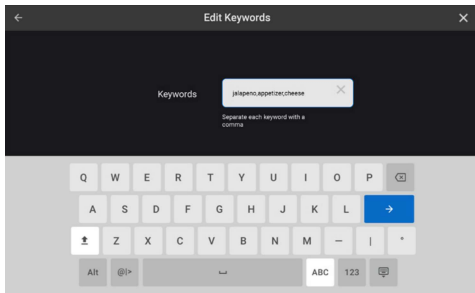 Edit Keywords
Keywords
jalapeno,appetizer,cheese
Separate each keyword with a
comma
Q W E R T Y U I O P
A S D F G H J K L
Z X C V B N M — | "
Alt @|> ABC 123